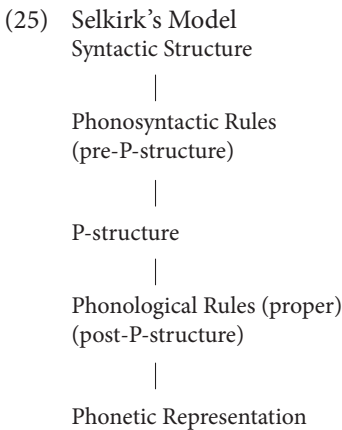 (25) Selkirk’s Model
Syntactic Structure
Phonosyntactic Rules
(pre-P-structure)
P-structure
Phonological Rules (proper)
(post-P-structure)
Phonetic Representation